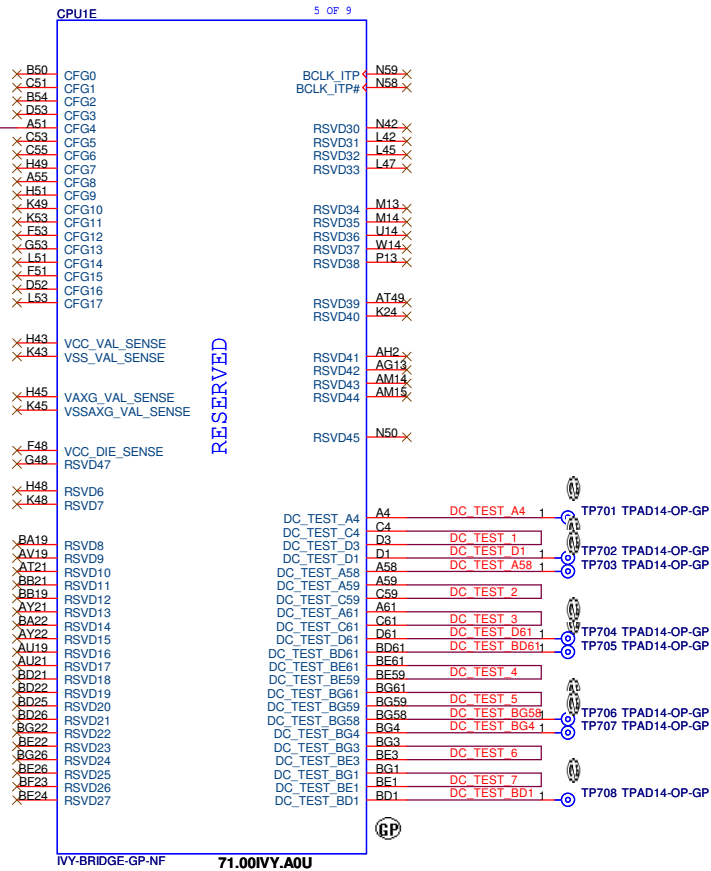 CPU1E 5 OF 9
B50 CFG0 BCLK_ITP N59
C51 CFG1 BCLK_ITP# N58
B54 CFG2
D53 CFG3
A51 CFG4 RSVD30 N42
C53 CFG5 RSVD31 L42
C55 CFG6 RSVD32 L45
H49 CFG7 RSVD33 L47
A55 CFG8
H51 CFG9
K49 CFG10 RSVD34 M13
K53 CFG11 RSVD35 M14
F53 CFG12 RSVD36 U14
G53 CFG13 RSVD37 W14
L51 CFG14 RSVD38 P13
F51 CFG15
D52 CFG16
L53 CFG17 RSVD39 AT49
RSVD40 K24
H43 VCC_VAL_SENSE
K43 VSS_VAL_SENSE RSVD41 AH2
RSVD42 AG13
RSVD43 AM14
H45 VAXG_VAL_SENSE RSVD44 AM15
K45 VSSAXG_VAL_SENSE
RESERVED
RSVD45 N50
F48 VCC_DIE_SENSE
G48 RSVD47
H48 RSVD6
K48 RSVD7
DC_TEST_A4 A4 DC_TEST_A4 1 TP701 TPAD14-OP-GP
DC_TEST_C4 C4
BA19 RSVD8 DC_TEST_D3 D3 DC_TEST_1
AV19 RSVD9 DC_TEST_D1 D1 DC_TEST_D1 1 TP702 TPAD14-OP-GP
AT21 RSVD10 DC_TEST_A58 A58 DC_TEST_A58 1 TP703 TPAD14-OP-GP
BB21 RSVD11 DC_TEST_A59 A59
BB19 RSVD12 DC_TEST_C59 C59 DC_TEST_2
AY21 RSVD13 DC_TEST_A61 A61
BA22 RSVD14 DC_TEST_C61 C61 DC_TEST_3
AY22 RSVD15 DC_TEST_D61 D61 DC_TEST_D61 1 TP704 TPAD14-OP-GP
AU19 RSVD16 DC_TEST_BD61 BD61 DC_TEST_BD61 1 TP705 TPAD14-OP-GP
AU21 RSVD17 DC_TEST_BE61 BE61
BD21 RSVD18 DC_TEST_BE59 BE59 DC_TEST_4
BD22 RSVD19 DC_TEST_BG61 BG61
BD25 RSVD20 DC_TEST_BG59 BG59 DC_TEST_5
BD26 RSVD21 DC_TEST_BG58 BG58 DC_TEST_BG58 1 TP706 TPAD14-OP-GP
BG22 RSVD22 DC_TEST_BG4 BG4 DC_TEST_BG4 1 TP707 TPAD14-OP-GP
BE22 RSVD23 DC_TEST_BG3 BG3
BG26 RSVD24 DC_TEST_BE3 BE3 DC_TEST_6
BE26 RSVD25 DC_TEST_BG1 BG1
BF23 RSVD26 DC_TEST_BE1 BE1 DC_TEST_7
BE24 RSVD27 DC_TEST_BD1 BD1 DC_TEST_BD1 1 TP708 TPAD14-OP-GP
GP
IVY-BRIDGE-GP-NF 71.00IVY.A0U